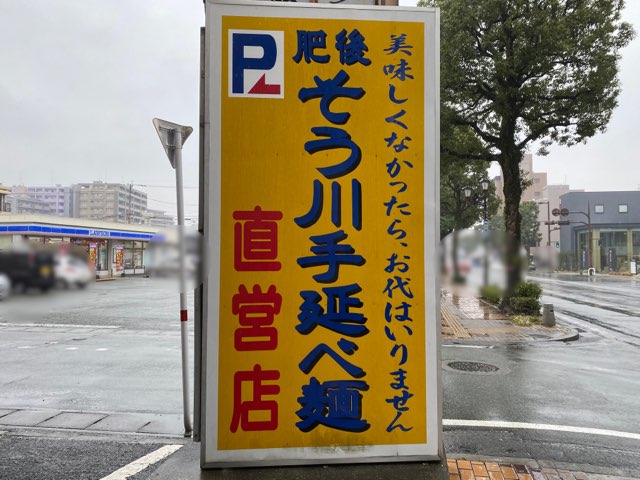 美味しくなかったら、お代はいりません
肥後
そう川手延べ麺
直営店
P
LAWSON